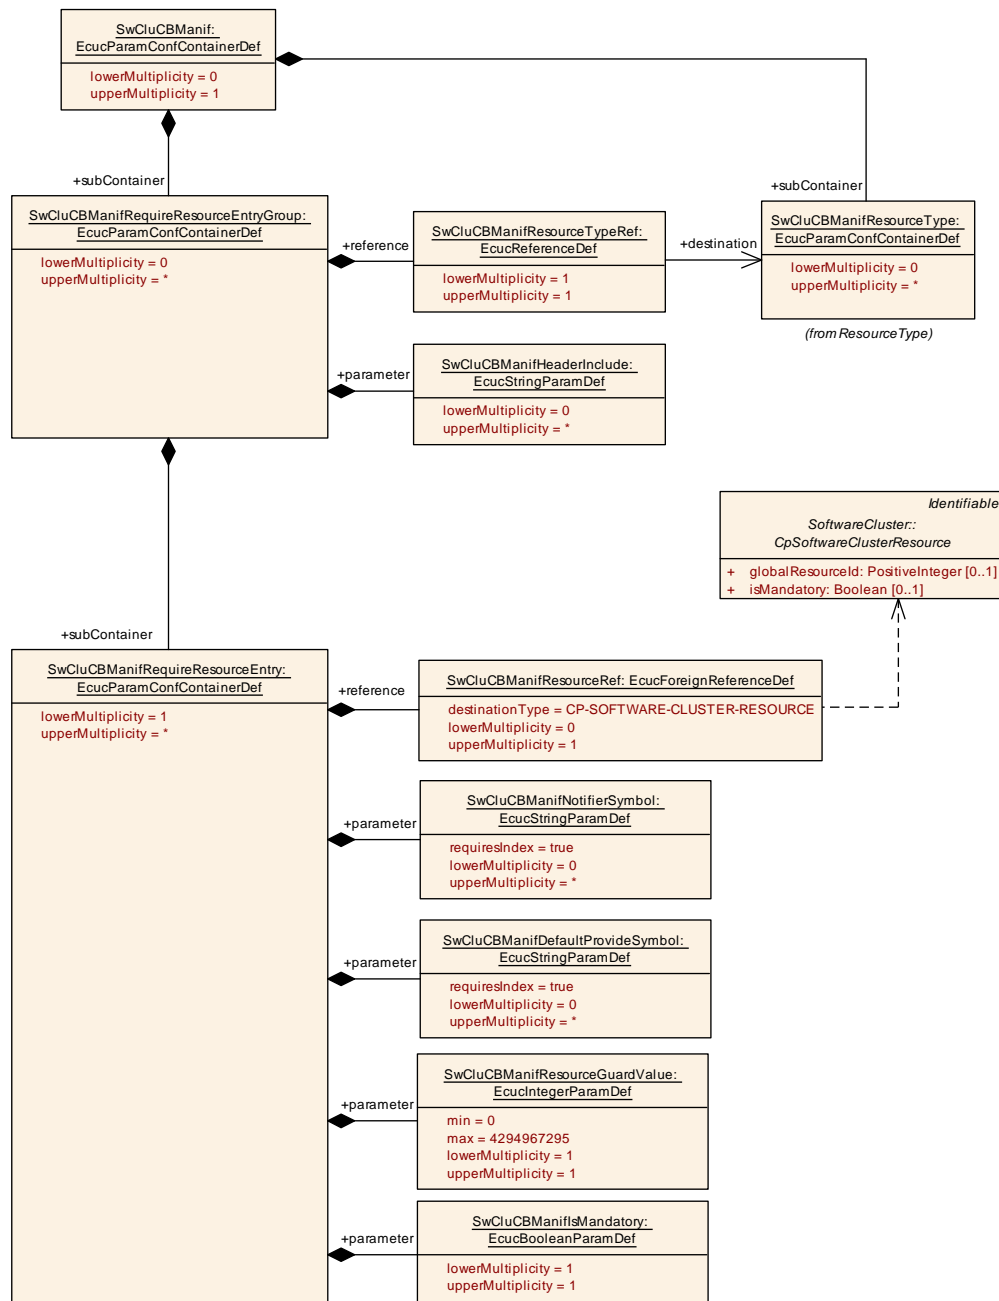 SwCluCBManif:
EcucParamConfContainerDef
lowerMultiplicity = 0
upperMultiplicity = 1
+subContainer
+subContainer
SwCluCBManifRequireResourceEntryGroup:
EcucParamConfContainerDef
lowerMultiplicity = 0
upperMultiplicity = *
+reference
SwCluCBManifResourceTypeRef:
EcucReferenceDef
lowerMultiplicity = 1
upperMultiplicity = 1
+destination
SwCluCBManifResourceType:
EcucParamConfContainerDef
lowerMultiplicity = 0
upperMultiplicity = *
(from ResourceType)
+parameter
SwCluCBManifHeaderInclude:
EcucStringParamDef
lowerMultiplicity = 0
upperMultiplicity = *
Identifiable
SoftwareCluster::
CpSoftwareClusterResource
+ globalResourceId: PositiveInteger [0..1]
+ isMandatory: Boolean [0..1]
+subContainer
SwCluCBManifRequireResourceEntry:
EcucParamConfContainerDef
lowerMultiplicity = 1
upperMultiplicity = *
+reference
SwCluCBManifResourceRef: EcucForeignReferenceDef
destinationType = CP-SOFTWARE-CLUSTER-RESOURCE
lowerMultiplicity = 0
upperMultiplicity = 1
+parameter
SwCluCBManifNotifierSymbol:
EcucStringParamDef
requiresIndex = true
lowerMultiplicity = 0
upperMultiplicity = *
+parameter
SwCluCBManifDefaultProvideSymbol:
EcucStringParamDef
requiresIndex = true
lowerMultiplicity = 0
upperMultiplicity = *
+parameter
SwCluCBManifResourceGuardValue:
EcucIntegerParamDef
min = 0
max = 4294967295
lowerMultiplicity = 1
upperMultiplicity = 1
+parameter
SwCluCBManifIsMandatory:
EcucBooleanParamDef
lowerMultiplicity = 1
upperMultiplicity = 1